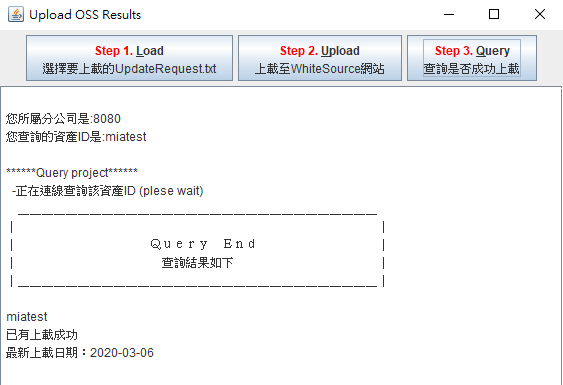 Upload OSS Results
Step 1. Load
選擇要上載的UpdateRequest.txt
Step 2. Upload
上載至WhiteSource網站
Step 3. Query
查詢是否成功上載
您所屬分公司是:8080
您查詢的資產ID是:miatest
******Query project******
-正在連線查詢該資產ID (plese wait)
Ｑｕｅｒｙ　Ｅｎｄ
查詢結果如下
miatest
已有上載成功
最新上載日期：2020-03-06